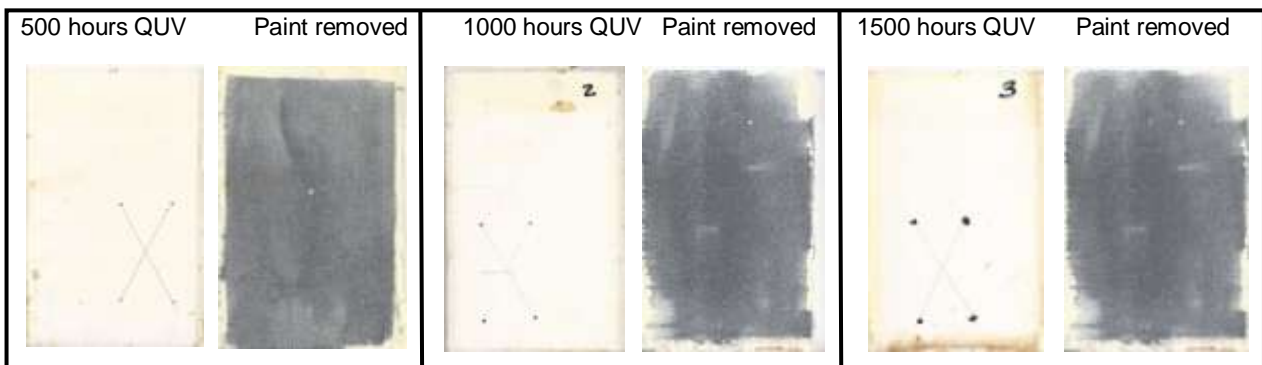 500 hours QUV Paint removed
1000 hours QUV Paint removed
1500 hours QUV Paint removed
2
3